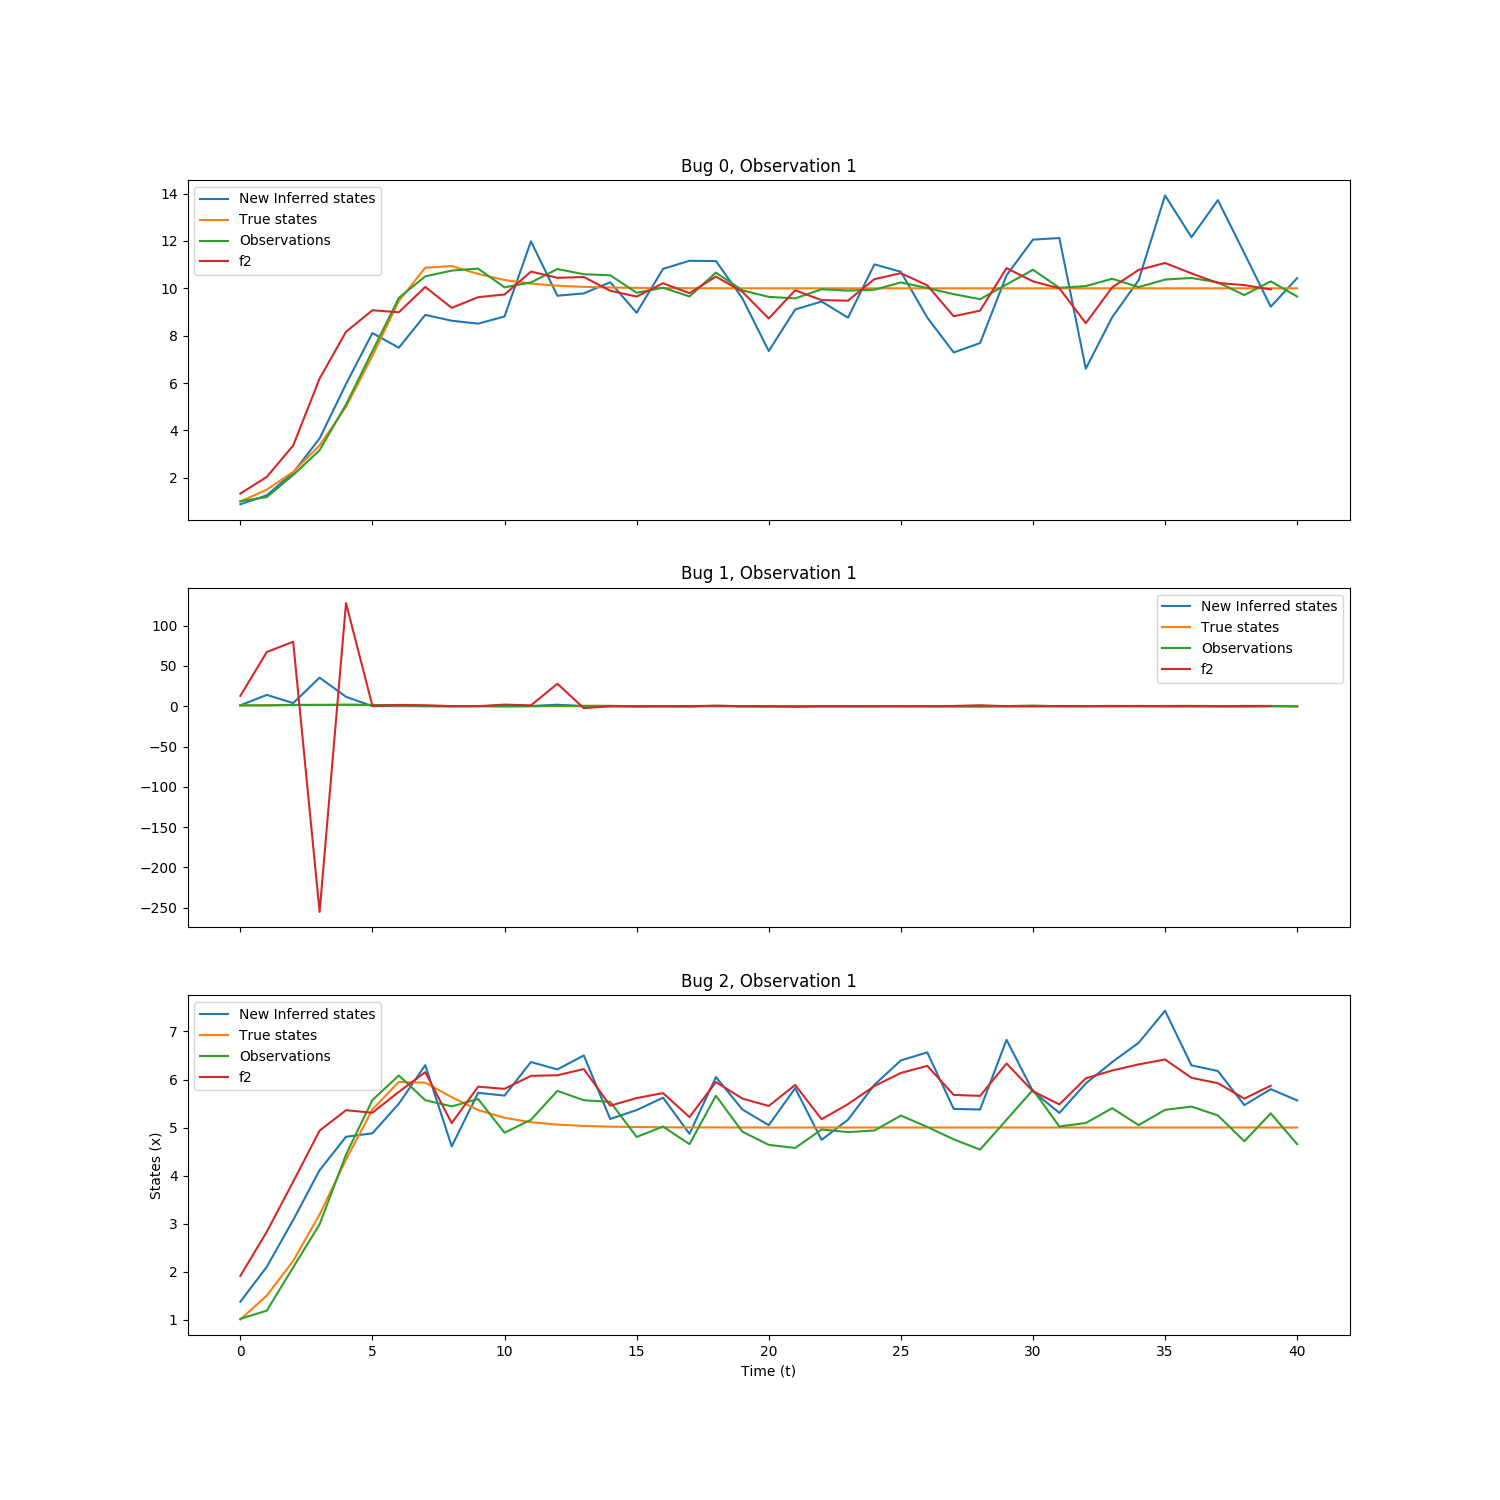 Bug 0, Observation 1
14
12
10
8
6
4
2
New Inferred states
True states
Observations
f2
Bug 1, Observation 1
100
50
0
−50
−100
−150
−200
−250
New Inferred states
True states
Observations
f2
Bug 2, Observation 1
States (x)
7
6
5
4
3
2
1
New Inferred states
True states
Observations
f2
0 5 10 15 20 25 30 35 40
Time (t)